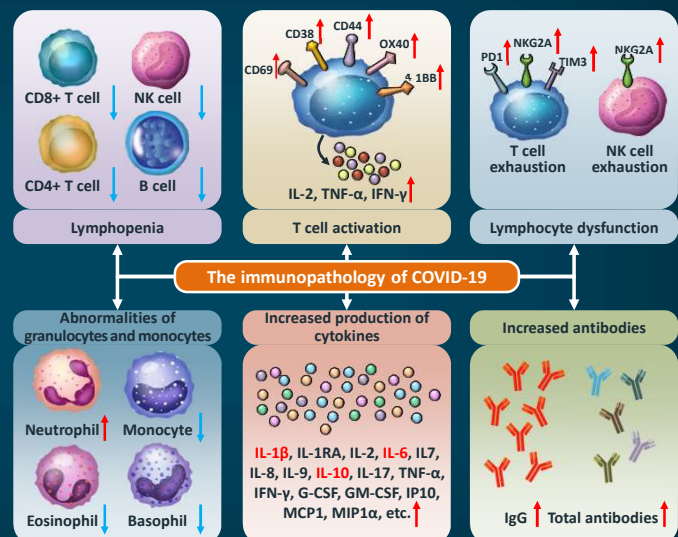 CD8+ T cell
NK cell
CD4+ T cell
B cell
Lymphopenia
CD69
CD38
CD44
OX40
4-1BB
IL-2, TNF-α, IFN-γ
T cell activation
PD1
NKG2A
TIM3
NKG2A
T cell
exhaustion
NK cell
exhaustion
Lymphocyte dysfunction
The immunopathology of COVID-19
Abnormalities of
granulocytes and monocytes
Neutrophil
Monocyte
Eosinophil
Basophil
Increased production of
cytokines
IL-1β, IL-1RA, IL-2, IL-6, IL7,
IL-8, IL-9, IL-10, IL-17, TNF-α,
IFN-γ, G-CSF, GM-CSF, IP10,
MCP1, MIP1α, etc.
Increased antibodies
IgG
Total antibodies